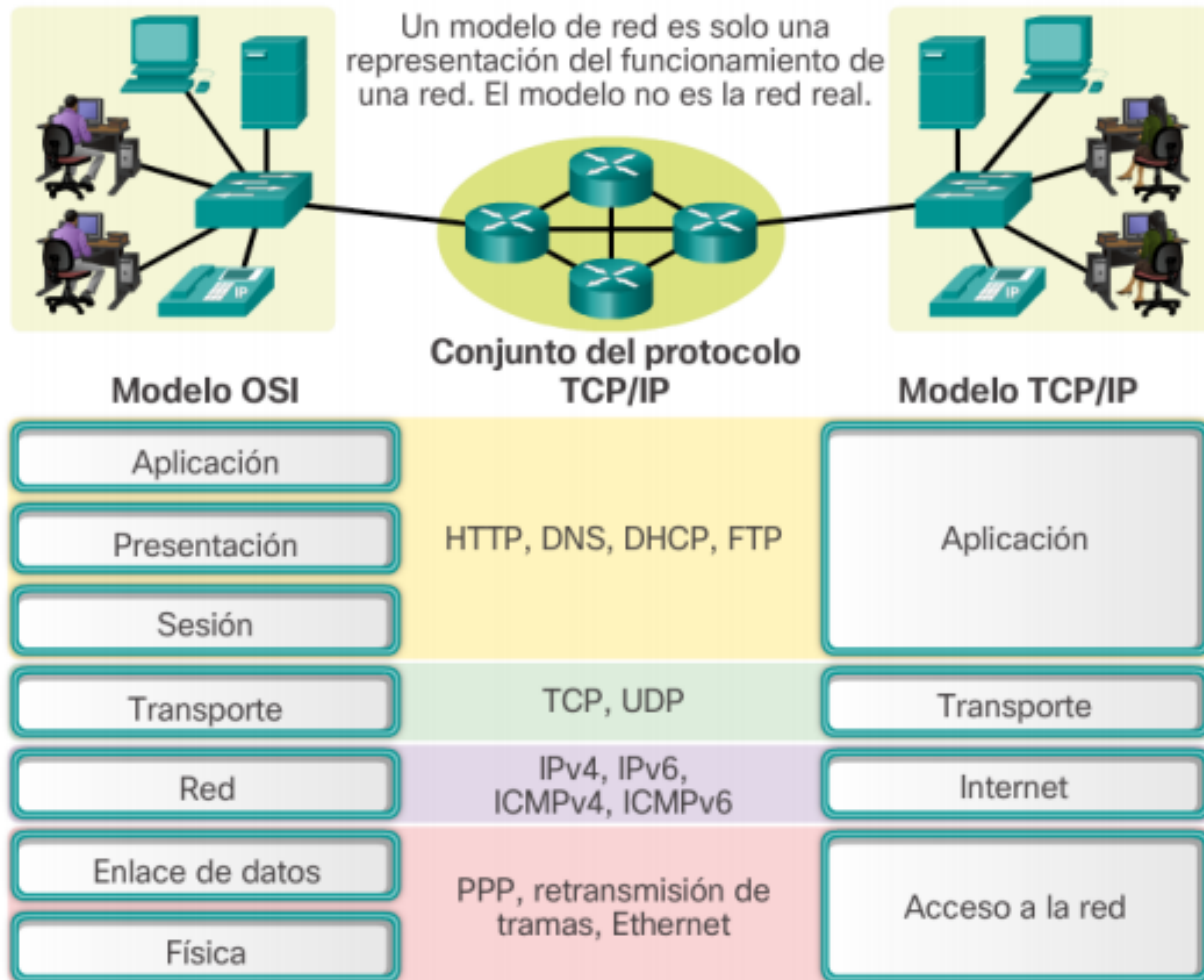 Un modelo de red es solo una
representación del funcionamiento de
una red. El modelo no es la red real.
IP
IP
Conjunto del protocolo
TCP/IP
Modelo OSI
Modelo TCP/IP
Aplicación
Presentación
Sesión
HTTP, DNS, DHCP, FTP
Aplicación
Transporte
TCP, UDP
Transporte
Red
IPv4, IPv6,
ICMPv4, ICMPv6
Internet
Enlace de datos
Física
PPP, retransmisión de
tramas, Ethernet
Acceso a la red